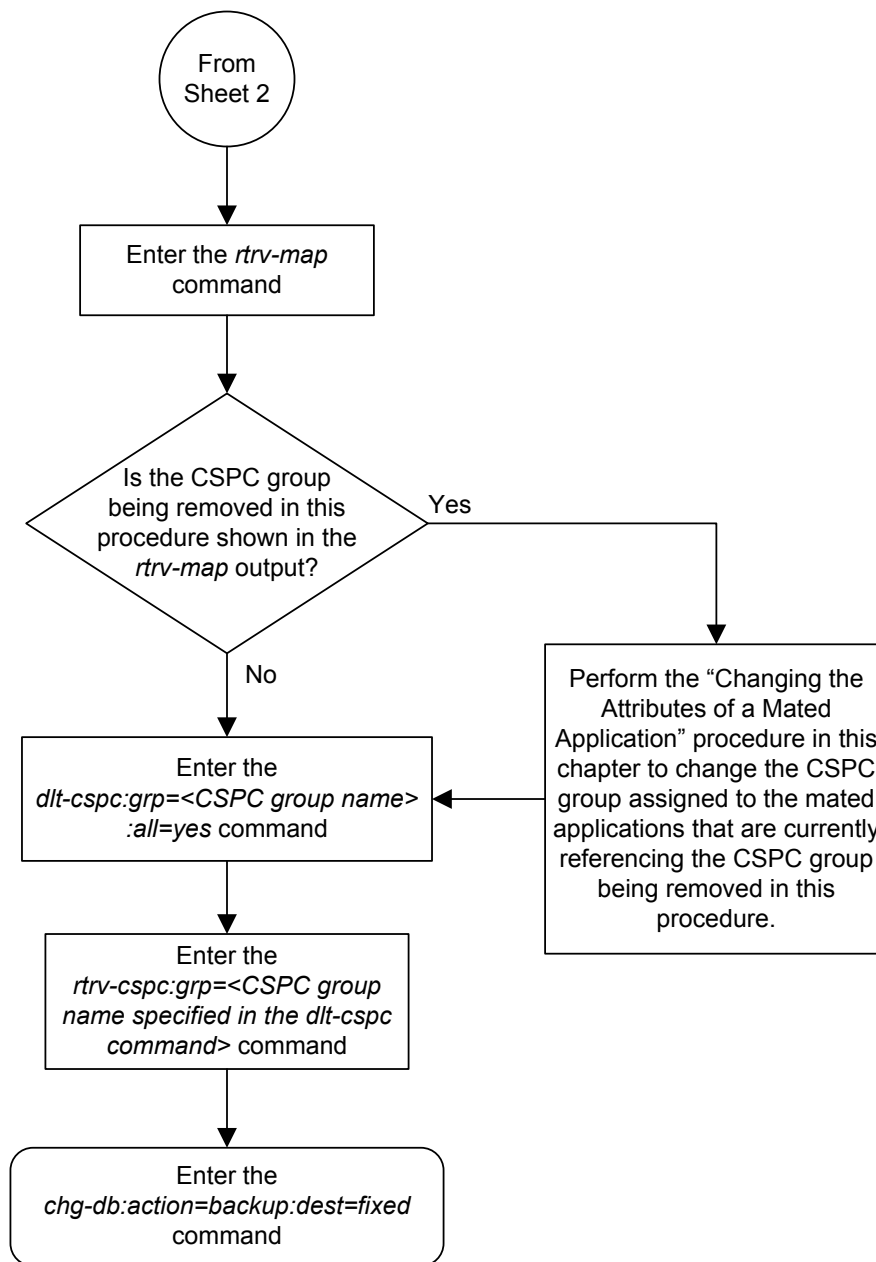 From
Sheet 2
Enter the rtrv-map
command
Is the CSPC group
being removed in this
procedure shown in the
rtrv-map output?
Yes
No
Perform the “Changing the
Attributes of a Mated
Application” procedure in this
chapter to change the CSPC
group assigned to the mated
applications that are currently
referencing the CSPC group
being removed in this
procedure.
Enter the
dlt-cspc:grp=<CSPC group name>
:all=yes command
Enter the
rtrv-cspc:grp=<CSPC group
name specified in the dlt-cspc
command> command
Enter the
chg-db:action=backup:dest=fixed
command